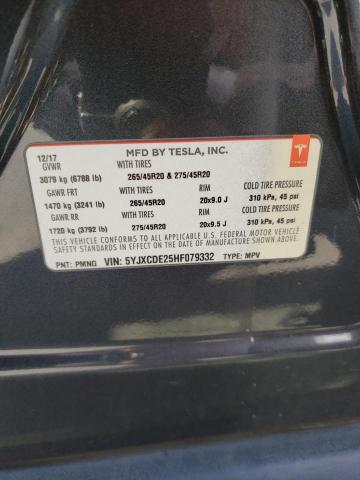 MFD BY TESLA, INC.
12/17
GVWR WITH TIRES
3079 kg (6788 lb) 265/45R20 & 275/45R20
GAWR FRT WITH TIRES RIM COLD TIRE PRESSURE
1470 kg (3241 lb) 265/45R20 20x9.0 J 310 kPa, 45 psi
GAWR RR WITH TIRES RIM COLD TIRE PRESSURE
1720 kg (3792 lb) 275/45R20 20x9.5 J 310 kPa, 45 psi
THIS VEHICLE CONFORMS TO ALL APPLICABLE U.S. FEDERAL MOTOR VEHICLE
SAFETY STANDARDS IN EFFECT ON THE DATE OF MANUFACTURE SHOWN ABOVE.
PNT: PMNG VIN: 5YJXCDE25HF079332 TYPE: MPV
TESLA